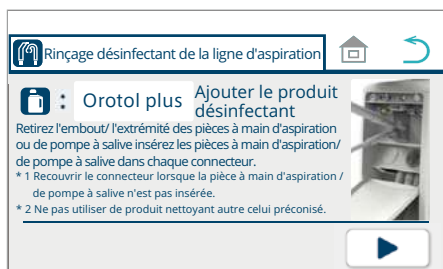 Rinçage désinfectant de la ligne d'aspiration
: Orotol plus Ajouter le produit
désinfectant
Retirez l'embout/ l'extrémité des pièces à main d'aspiration
ou de pompe à salive insérez les pièces à main d'aspiration/
de pompe à salive dans chaque connecteur.
* 1 Recouvrir le connecteur lorsque la pièce à main d'aspiration /
de pompe à salive n'est pas insérée.
* 2 Ne pas utiliser de produit nettoyant autre celui préconisé.